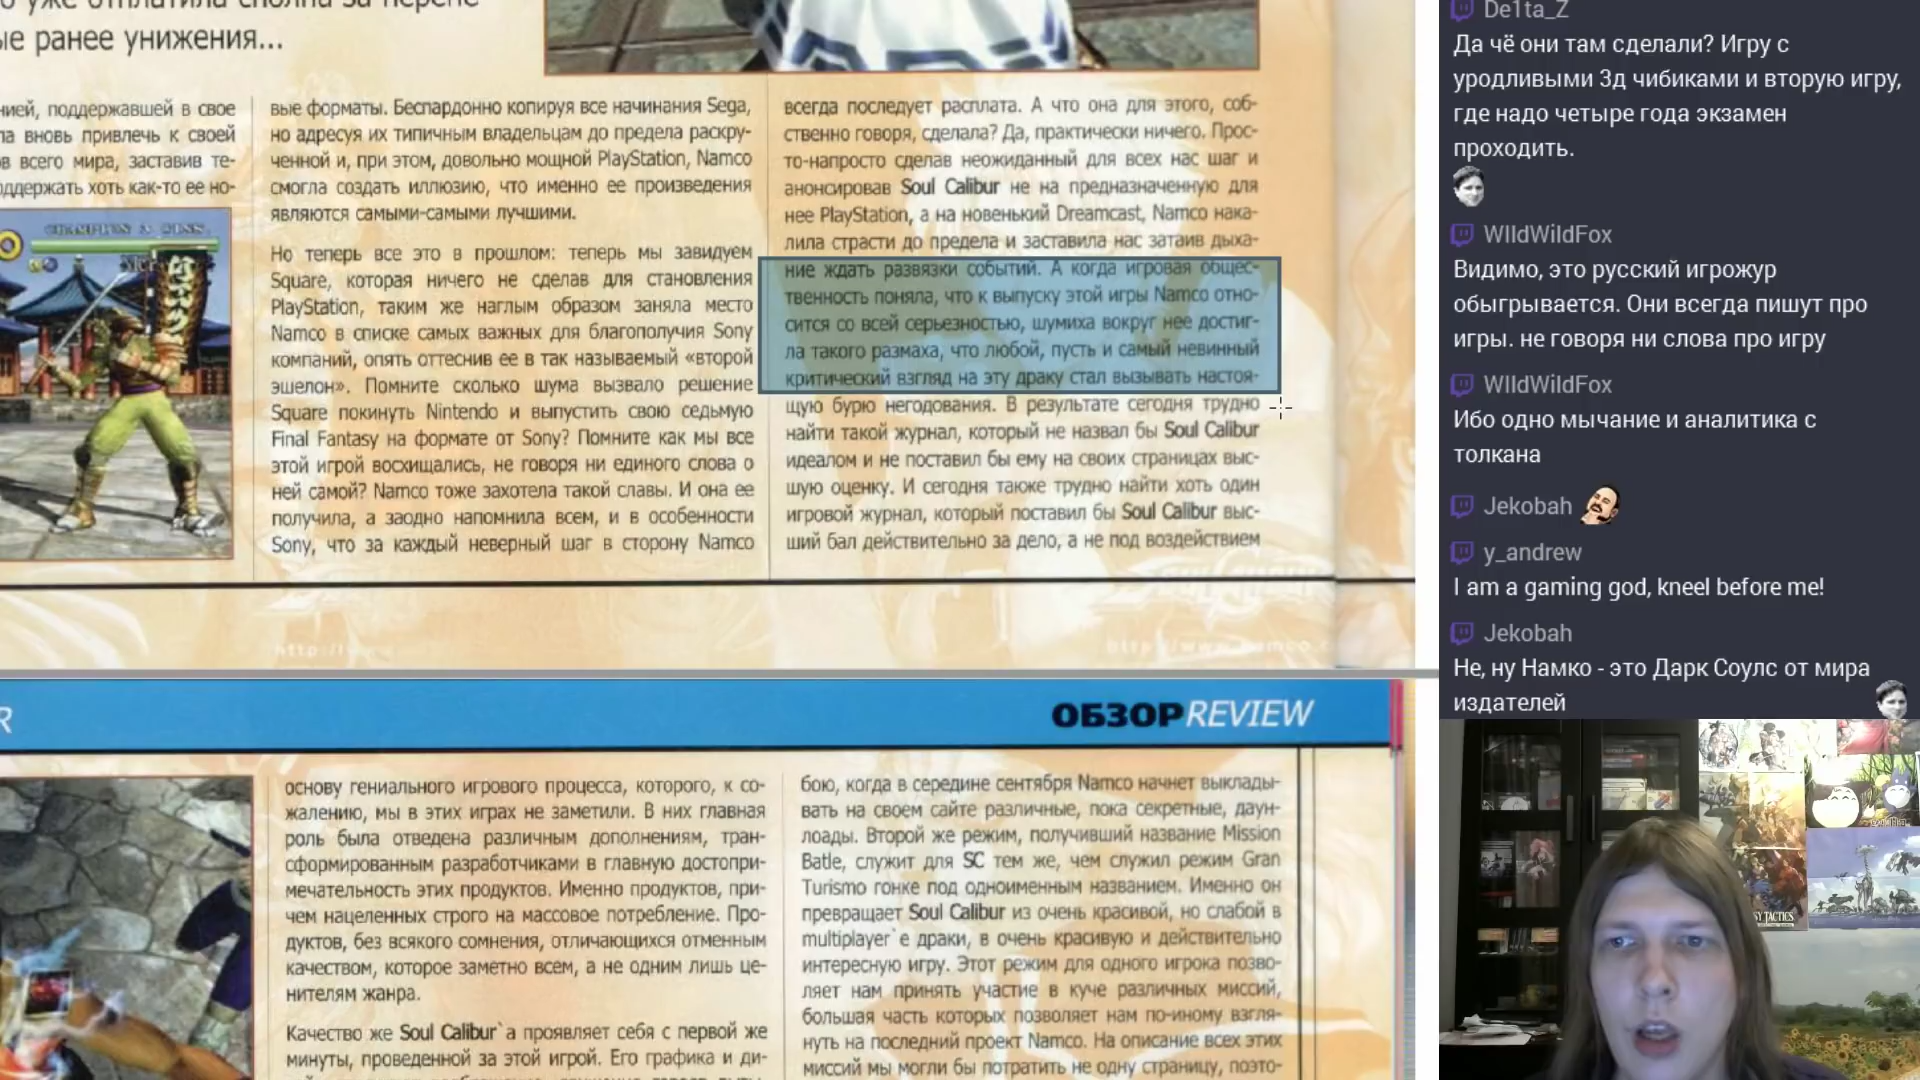 о уже отплатила сполна за перене
ые ранее унижения...
нией, поддержавшей в свое
ла вновь привлечь к своей
ов всего мира, заставив те-
оддержать хоть как-то ее но-
вые форматы. Беспардонно копируя все начинания Sega,
но адресуя их типичным владельцам до предела раскру-
ченной и, при этом, довольно мощной PlayStation, Namco
смогла создать иллюзию, что именно ее произведения
являются самыми-самыми лучшими.
Но теперь все это в прошлом: теперь мы завидуем
Square, которая ничего не сделав для становления
PlayStation, таким же наглым образом заняла место
Namco в списке самых важных для благополучия Sony
компаний, опять оттеснив ее в так называемый «второй
эшелон». Помните сколько шума вызвало решение
Square покинуть Nintendo и выпустить свою седьмую
Final Fantasy на формате от Sony? Помните как мы все
этой игрой восхищались, не говоря ни единого слова о
ней самой? Namco тоже захотела такой славы. И она ее
получила, а заодно напомнила всем, и в особенности
Sony, что за каждый неверный шаг в сторону Namco
всегда последует расплата. А что она для этого, соб-
ственно говоря, сделала? Да, практически ничего. Прос-
то-напросто сделав неожиданный для всех нас шаг и
анонсировав Soul Calibur не на предназначенную для
нее PlayStation, а на новенький Dreamcast, Namco нака-
лила страсти до предела и заставила нас затаив дыха-
ние ждать развязки событий. А когда игровая общес-
твенность поняла, что к выпуску этой игры Namco отно-
сится со всей серьезностью, шумиха вокруг нее достиг-
ла такого размаха, что любой, пусть и самый невинный
критический взгляд на эту драку стал вызывать настоя-
щую бурю негодования. В результате сегодня трудно
найти такой журнал, который не назвал бы Soul Calibur
идеалом и не поставил бы ему на своих страницах выс-
шую оценку. И сегодня также трудно найти хоть один
игровой журнал, который поставил бы Soul Calibur выс-
ший бал действительно за дело, а не под воздействием
R
ОБЗОР REVIEW
основу гениального игрового процесса, которого, к со-
жалению, мы в этих играх не заметили. В них главная
роль была отведена различным дополнениям, тран-
сформированным разработчиками в главную достопри-
мечательность этих продуктов. Именно продуктов, при-
чем нацеленных строго на массовое потребление. Про-
дуктов, без всякого сомнения, отличающихся отменным
качеством, которое заметно всем, а не одним лишь це-
нителям жанра.
Качество же Soul Calibur`а проявляет себя с первой же
минуты, проведенной за этой игрой. Его графика и ди-
бою, когда в середине сентября Namco начнет выклады-
вать на своем сайте различные, пока секретные, даун-
лоады. Второй же режим, получивший название Mission
Batle, служит для SC тем же, чем служил режим Gran
Turismo гонке под одноименным названием. Именно он
превращает Soul Calibur из очень красивой, но слабой в
multiplayer`е драки, в очень красивую и действительно
интересную игру. Этот режим для одного игрока позво-
ляет нам принять участие в куче различных миссий,
большая часть которых позволяет нам по-иному взгля-
нуть на последний проект Namco. На описание всех этих
миссий мы могли бы потратить не одну страницу, поэто-
De1ta_Z
Да чё они там сделали? Игру с
уродливыми 3д чибиками и вторую игру,
где надо четыре года экзамен
проходить.
WIldWildFox
Видимо, это русский игрожур
обыгрывается. Они всегда пишут про
игры. не говоря ни слова про игру
WIldWildFox
Ибо одно мычание и аналитика с
толкана
Jekobah
y_andrew
I am a gaming god, kneel before me!
Jekobah
Не, ну Намко - это Дарк Соулс от мира
издателей